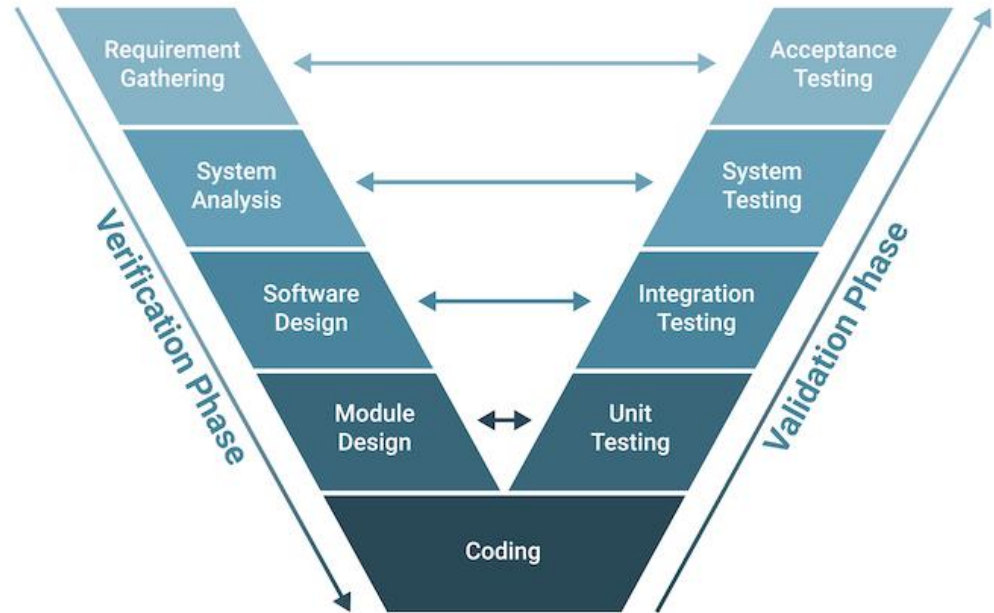 Requirement
Gathering
Acceptance
Testing
System
Analysis
System
Testing
Verification Phase
Validation Phase
Software
Design
Integration
Testing
Module
Design
Unit
Testing
Coding